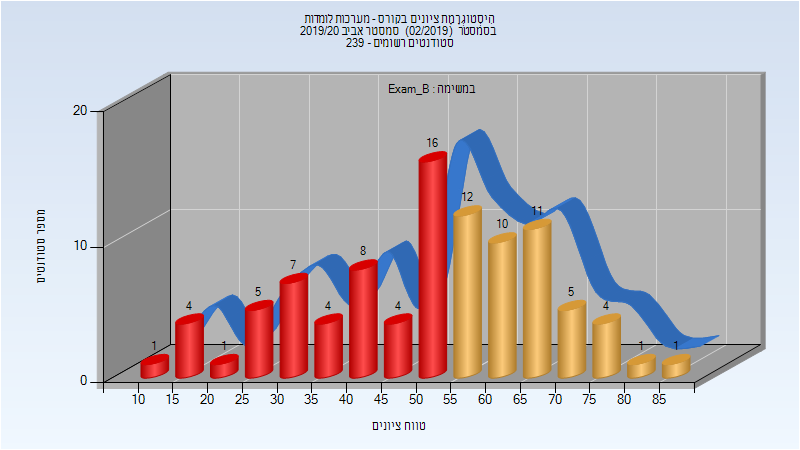 היסטוגרמת ציונים בקורס - מערכות לומדות
בסמסטר (02/2019) סמסטר אביב 2019/20
סטודנטים רשומים - 239
במשימה : Exam_B
מספר סטודנטים
20
10
0
1
4
1
5
7
4
8
4
16
12
10
11
5
4
1
1
10 15 20 25 30 35 40 45 50 55 60 65 70 75 80 85
טווח ציונים